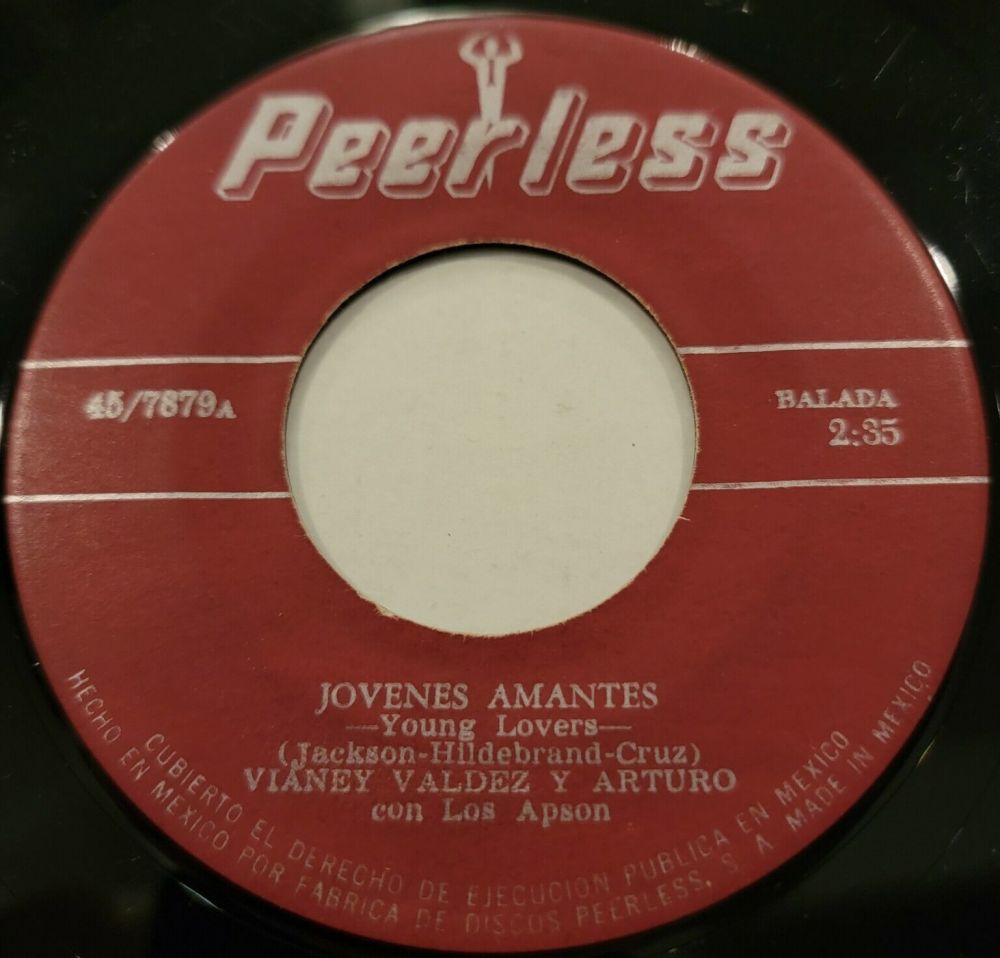 Peerless
45/7879A
BALADA
2:35
JOVENES AMANTES
—Young Lovers—
(Jackson-Hildebrand-Cruz)
VIANEY VALDEZ Y ARTURO
con Los Apson
CUBIERTO EL DERECHO DE EJECUCION PUBLICA EN MEXICO
HECHO EN MEXICO POR FABRICA DE DISCOS PEERLESS, S A MADE IN MEXICO